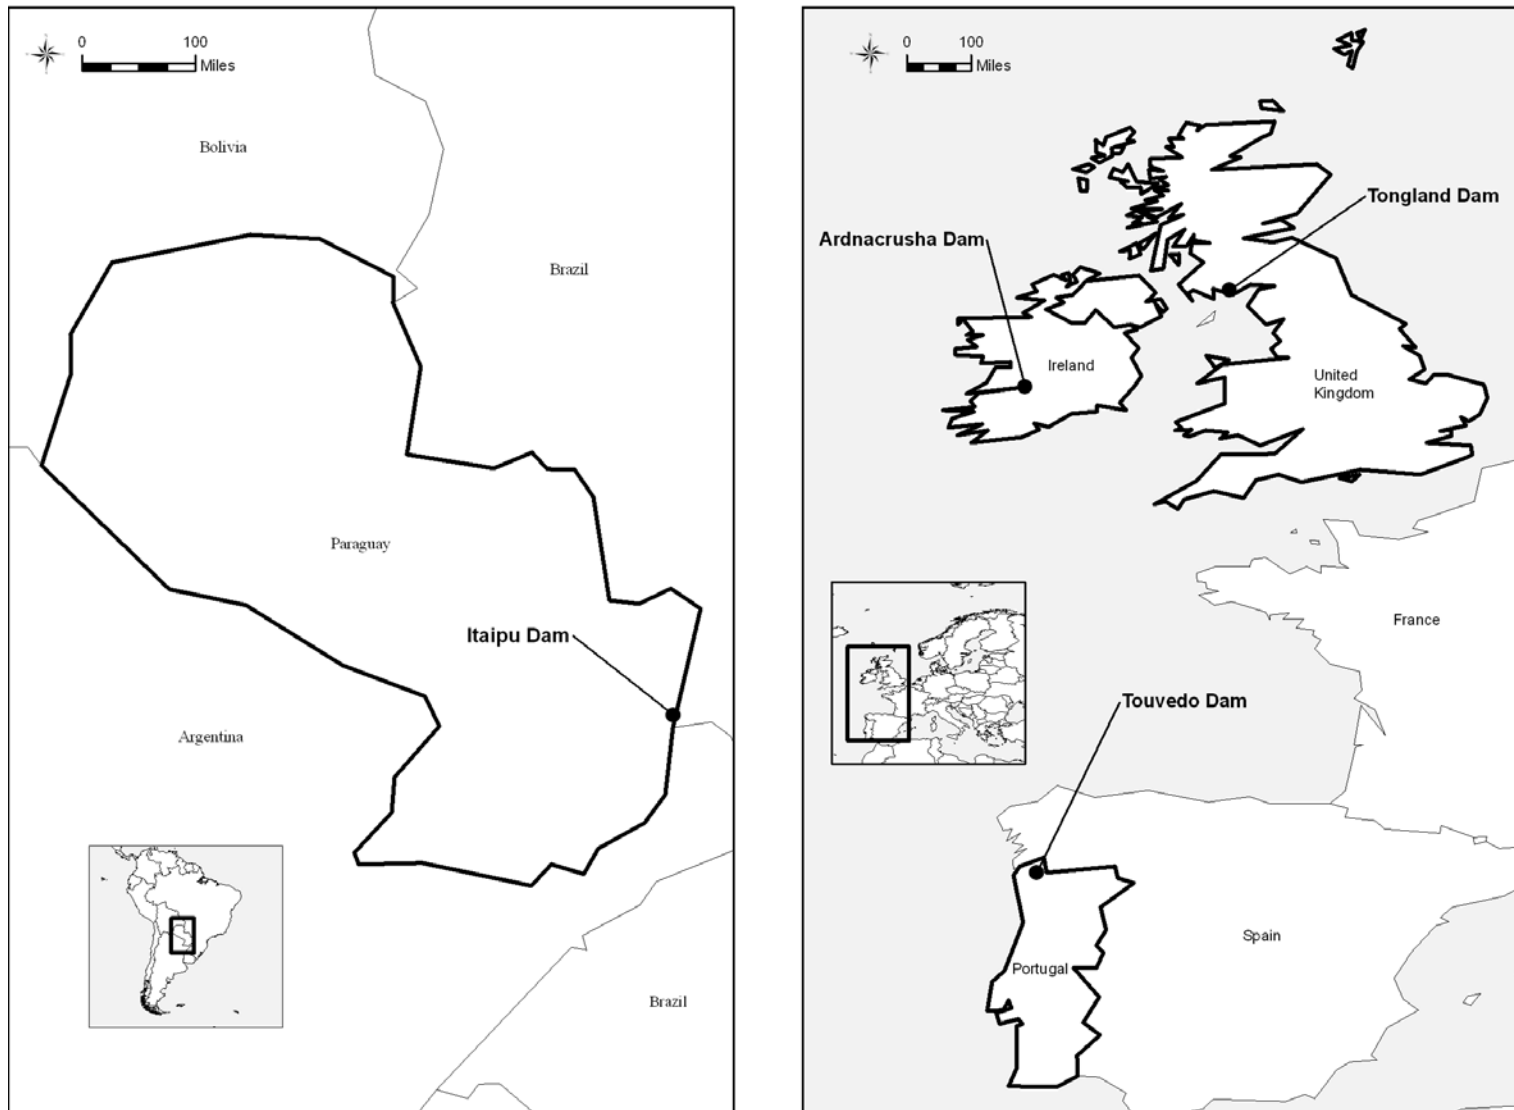 0 100
Miles
Bolivia
Brazil
Paraguay
Itaipu Dam
Argentina
Brazil
0 100
Miles
Tongland Dam
Ardnacrusha Dam
Ireland
United
Kingdom
France
Touvedo Dam
Spain
Portugal